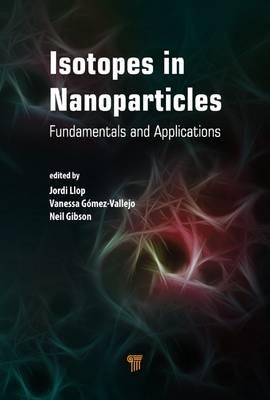 Isotopes in
Nanoparticles
Fundamentals and Applications
edited by
Jordi Llop
Vanessa Gómez-Vallejo
Neil Gibson